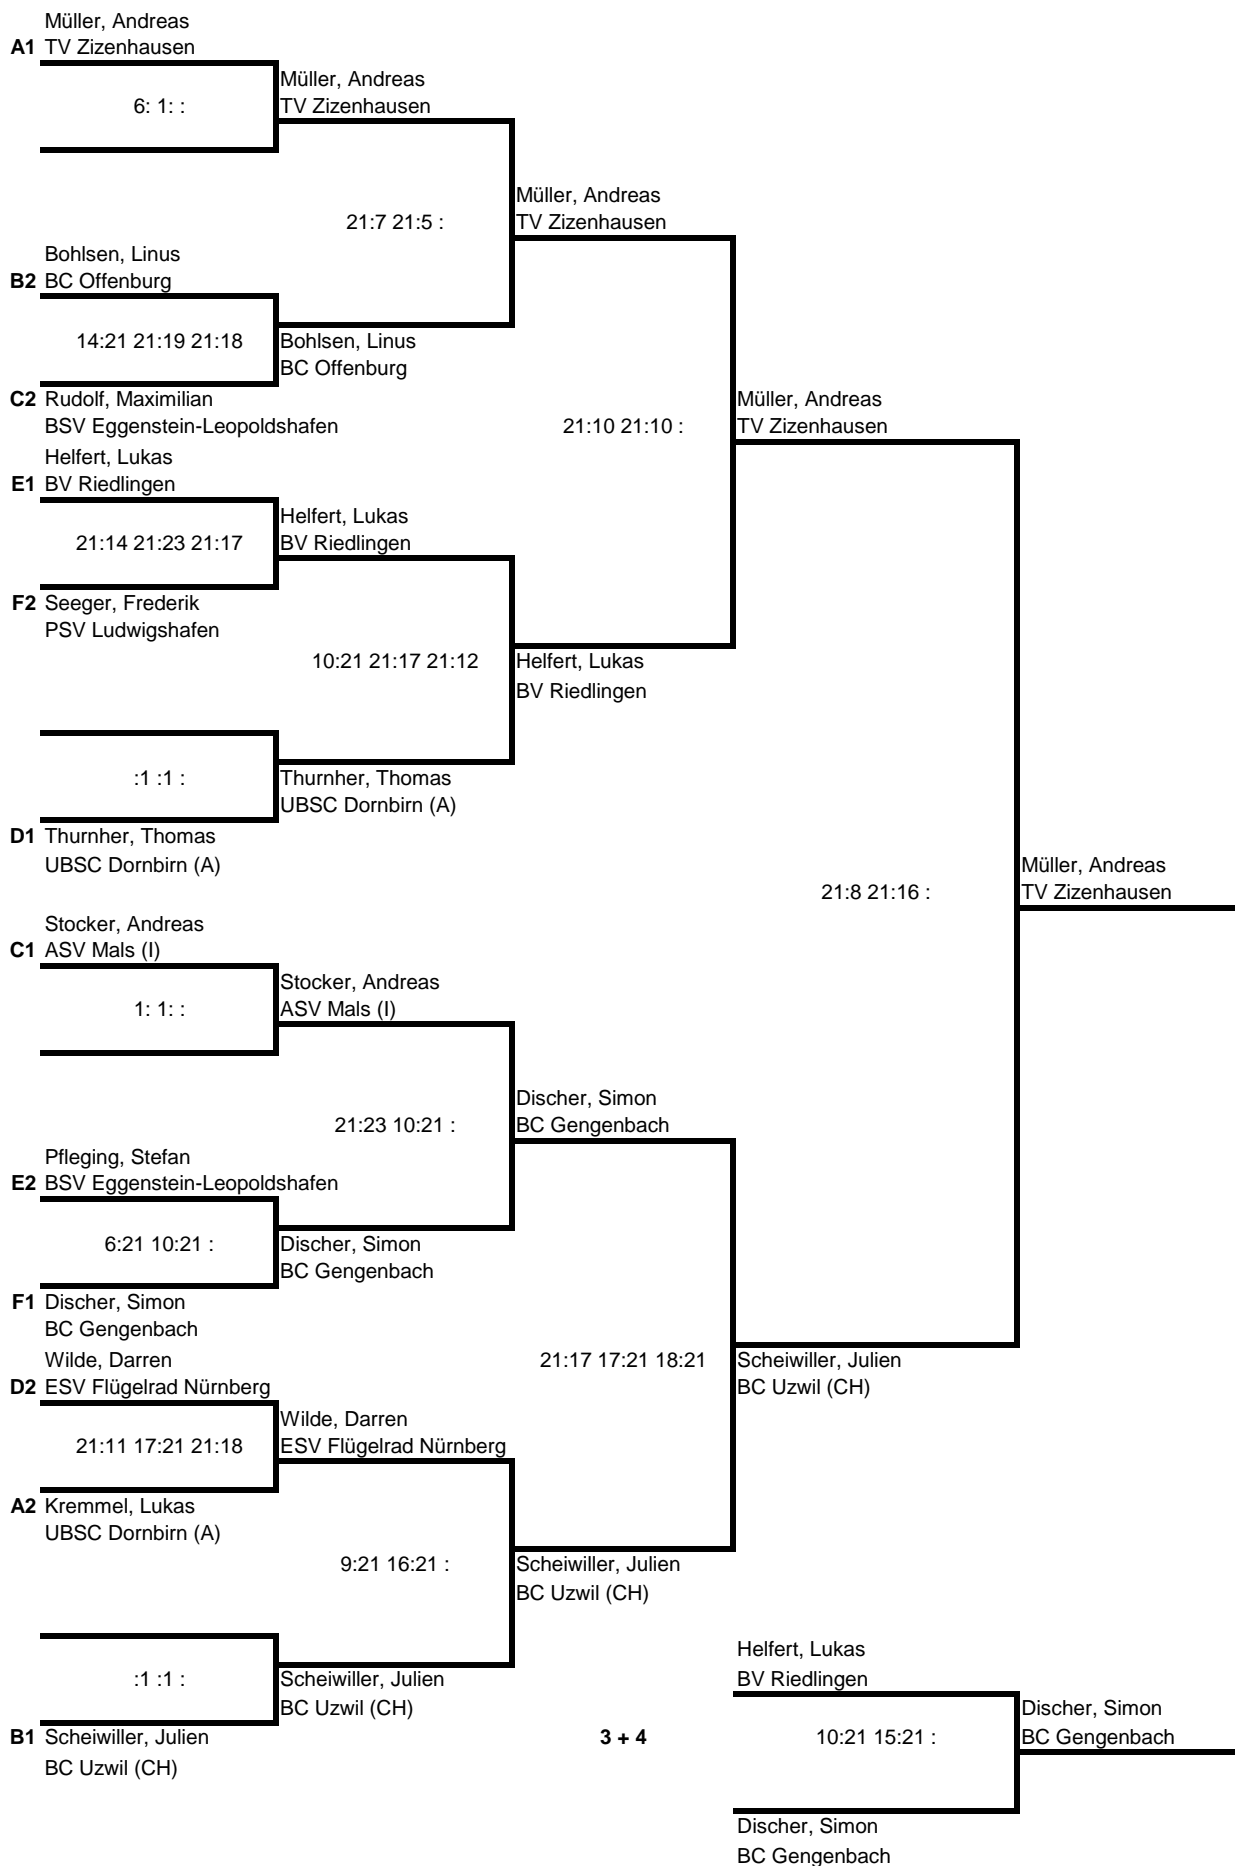 Müller, Andreas
A1 TV Zizenhausen
Müller, Andreas
6: 1: :
TV Zizenhausen
Müller, Andreas
21:7 21:5 :
TV Zizenhausen
Bohlsen, Linus
B2 BC Offenburg
14:21 21:19 21:18
Bohlsen, Linus
BC Offenburg
C2 Rudolf, Maximilian
Müller, Andreas
BSV Eggenstein-Leopoldshafen
21:10 21:10 :
TV Zizenhausen
Helfert, Lukas
E1 BV Riedlingen
Helfert, Lukas
21:14 21:23 21:17
BV Riedlingen
F2 Seeger, Frederik
PSV Ludwigshafen
10:21 21:17 21:12
Helfert, Lukas
BV Riedlingen
:1 :1 :
Thurnher, Thomas
UBSC Dornbirn (A)
D1 Thurnher, Thomas
UBSC Dornbirn (A)
Müller, Andreas
21:8 21:16 :
TV Zizenhausen
Stocker, Andreas
C1 ASV Mals (I)
Stocker, Andreas
1: 1: :
ASV Mals (I)
Discher, Simon
21:23 10:21 :
BC Gengenbach
Pfleging, Stefan
E2 BSV Eggenstein-Leopoldshafen
6:21 10:21 :
Discher, Simon
BC Gengenbach
F1 Discher, Simon
BC Gengenbach
Wilde, Darren
21:17 17:21 18:21
Scheiwiller, Julien
D2 ESV Flügelrad Nürnberg
BC Uzwil (CH)
Wilde, Darren
21:11 17:21 21:18
ESV Flügelrad Nürnberg
A2 Kremmel, Lukas
UBSC Dornbirn (A)
9:21 16:21 :
Scheiwiller, Julien
BC Uzwil (CH)
Helfert, Lukas
:1 :1 :
Scheiwiller, Julien
BV Riedlingen
BC Uzwil (CH)
Discher, Simon
B1 Scheiwiller, Julien
3 + 4
10:21 15:21 :
BC Gengenbach
BC Uzwil (CH)
Discher, Simon
BC Gengenbach